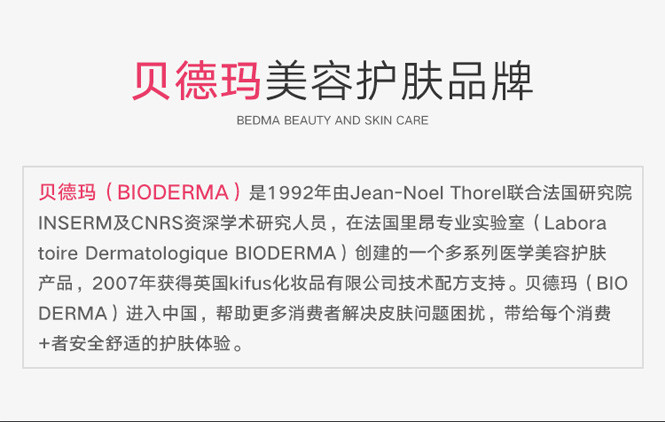 贝德玛美容护肤品牌
BEDMA BEAUTY AND SKIN CARE
贝德玛（BIODERMA）是1992年由Jean-Noel Thorel联合法国研究院
INSERM及CNRS资深学术研究人员，在法国里昂专业实验室（Labora
toire Dermatologique BIODERMA）创建的一个多系列医学美容护肤
产品，2007年获得英国kifus化妆品有限公司技术配方支持。贝德玛（BIO
DERMA）进入中国，帮助更多消费者解决皮肤问题困扰，带给每个消费
+者安全舒适的护肤体验。